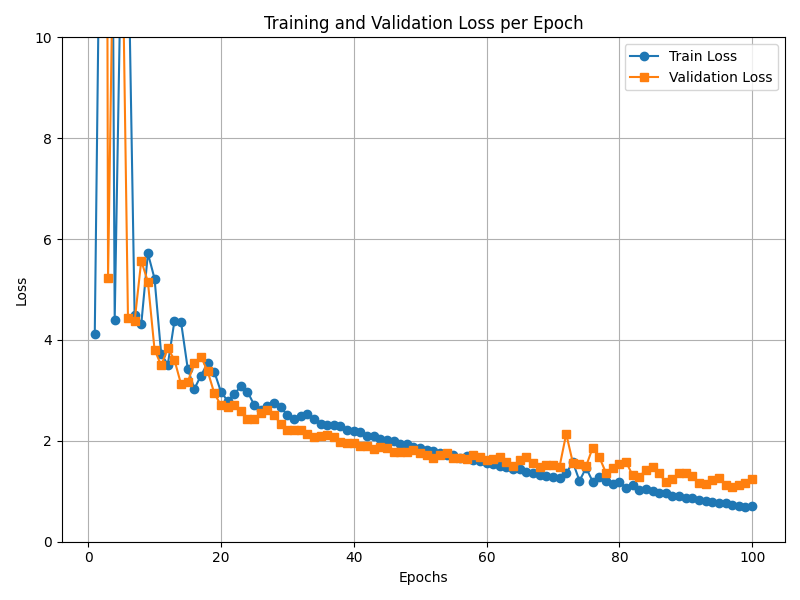 Training and Validation Loss per Epoch
Train Loss
Validation Loss
Loss
10
8
6
4
2
0
0 20 40 60 80 100
Epochs